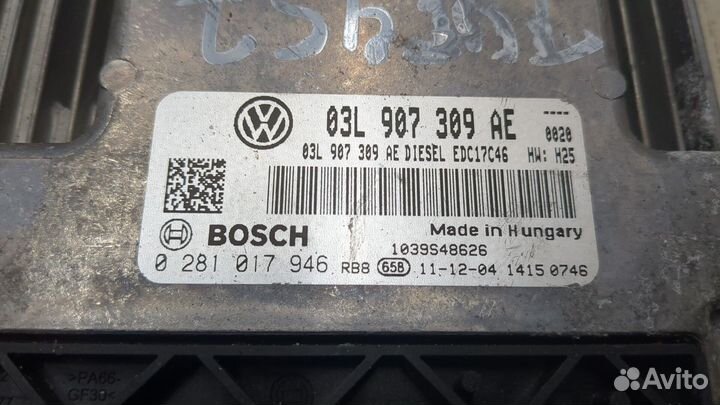 03L 907 309 AE
0020
03L 907 309 AE DIESEL EDC17C46 HW: H25
BOSCH
Made in Hungary
1039S48626
0 281 017 946 RB8 658 11-12-04 1415 0746
>PA66-
GF30<
Avito